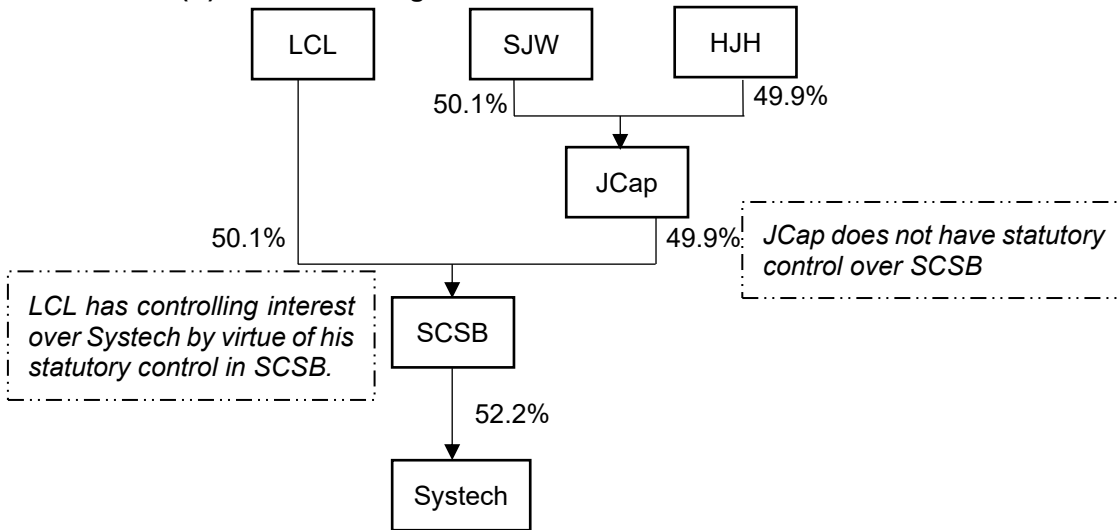 LCL
SJW
HJH
50.1%
49.9%
JCap
50.1%
49.9%
JCap does not have statutory
control over SCSB
LCL has controlling interest
over Systech by virtue of his
statutory control in SCSB.
SCSB
52.2%
Systech